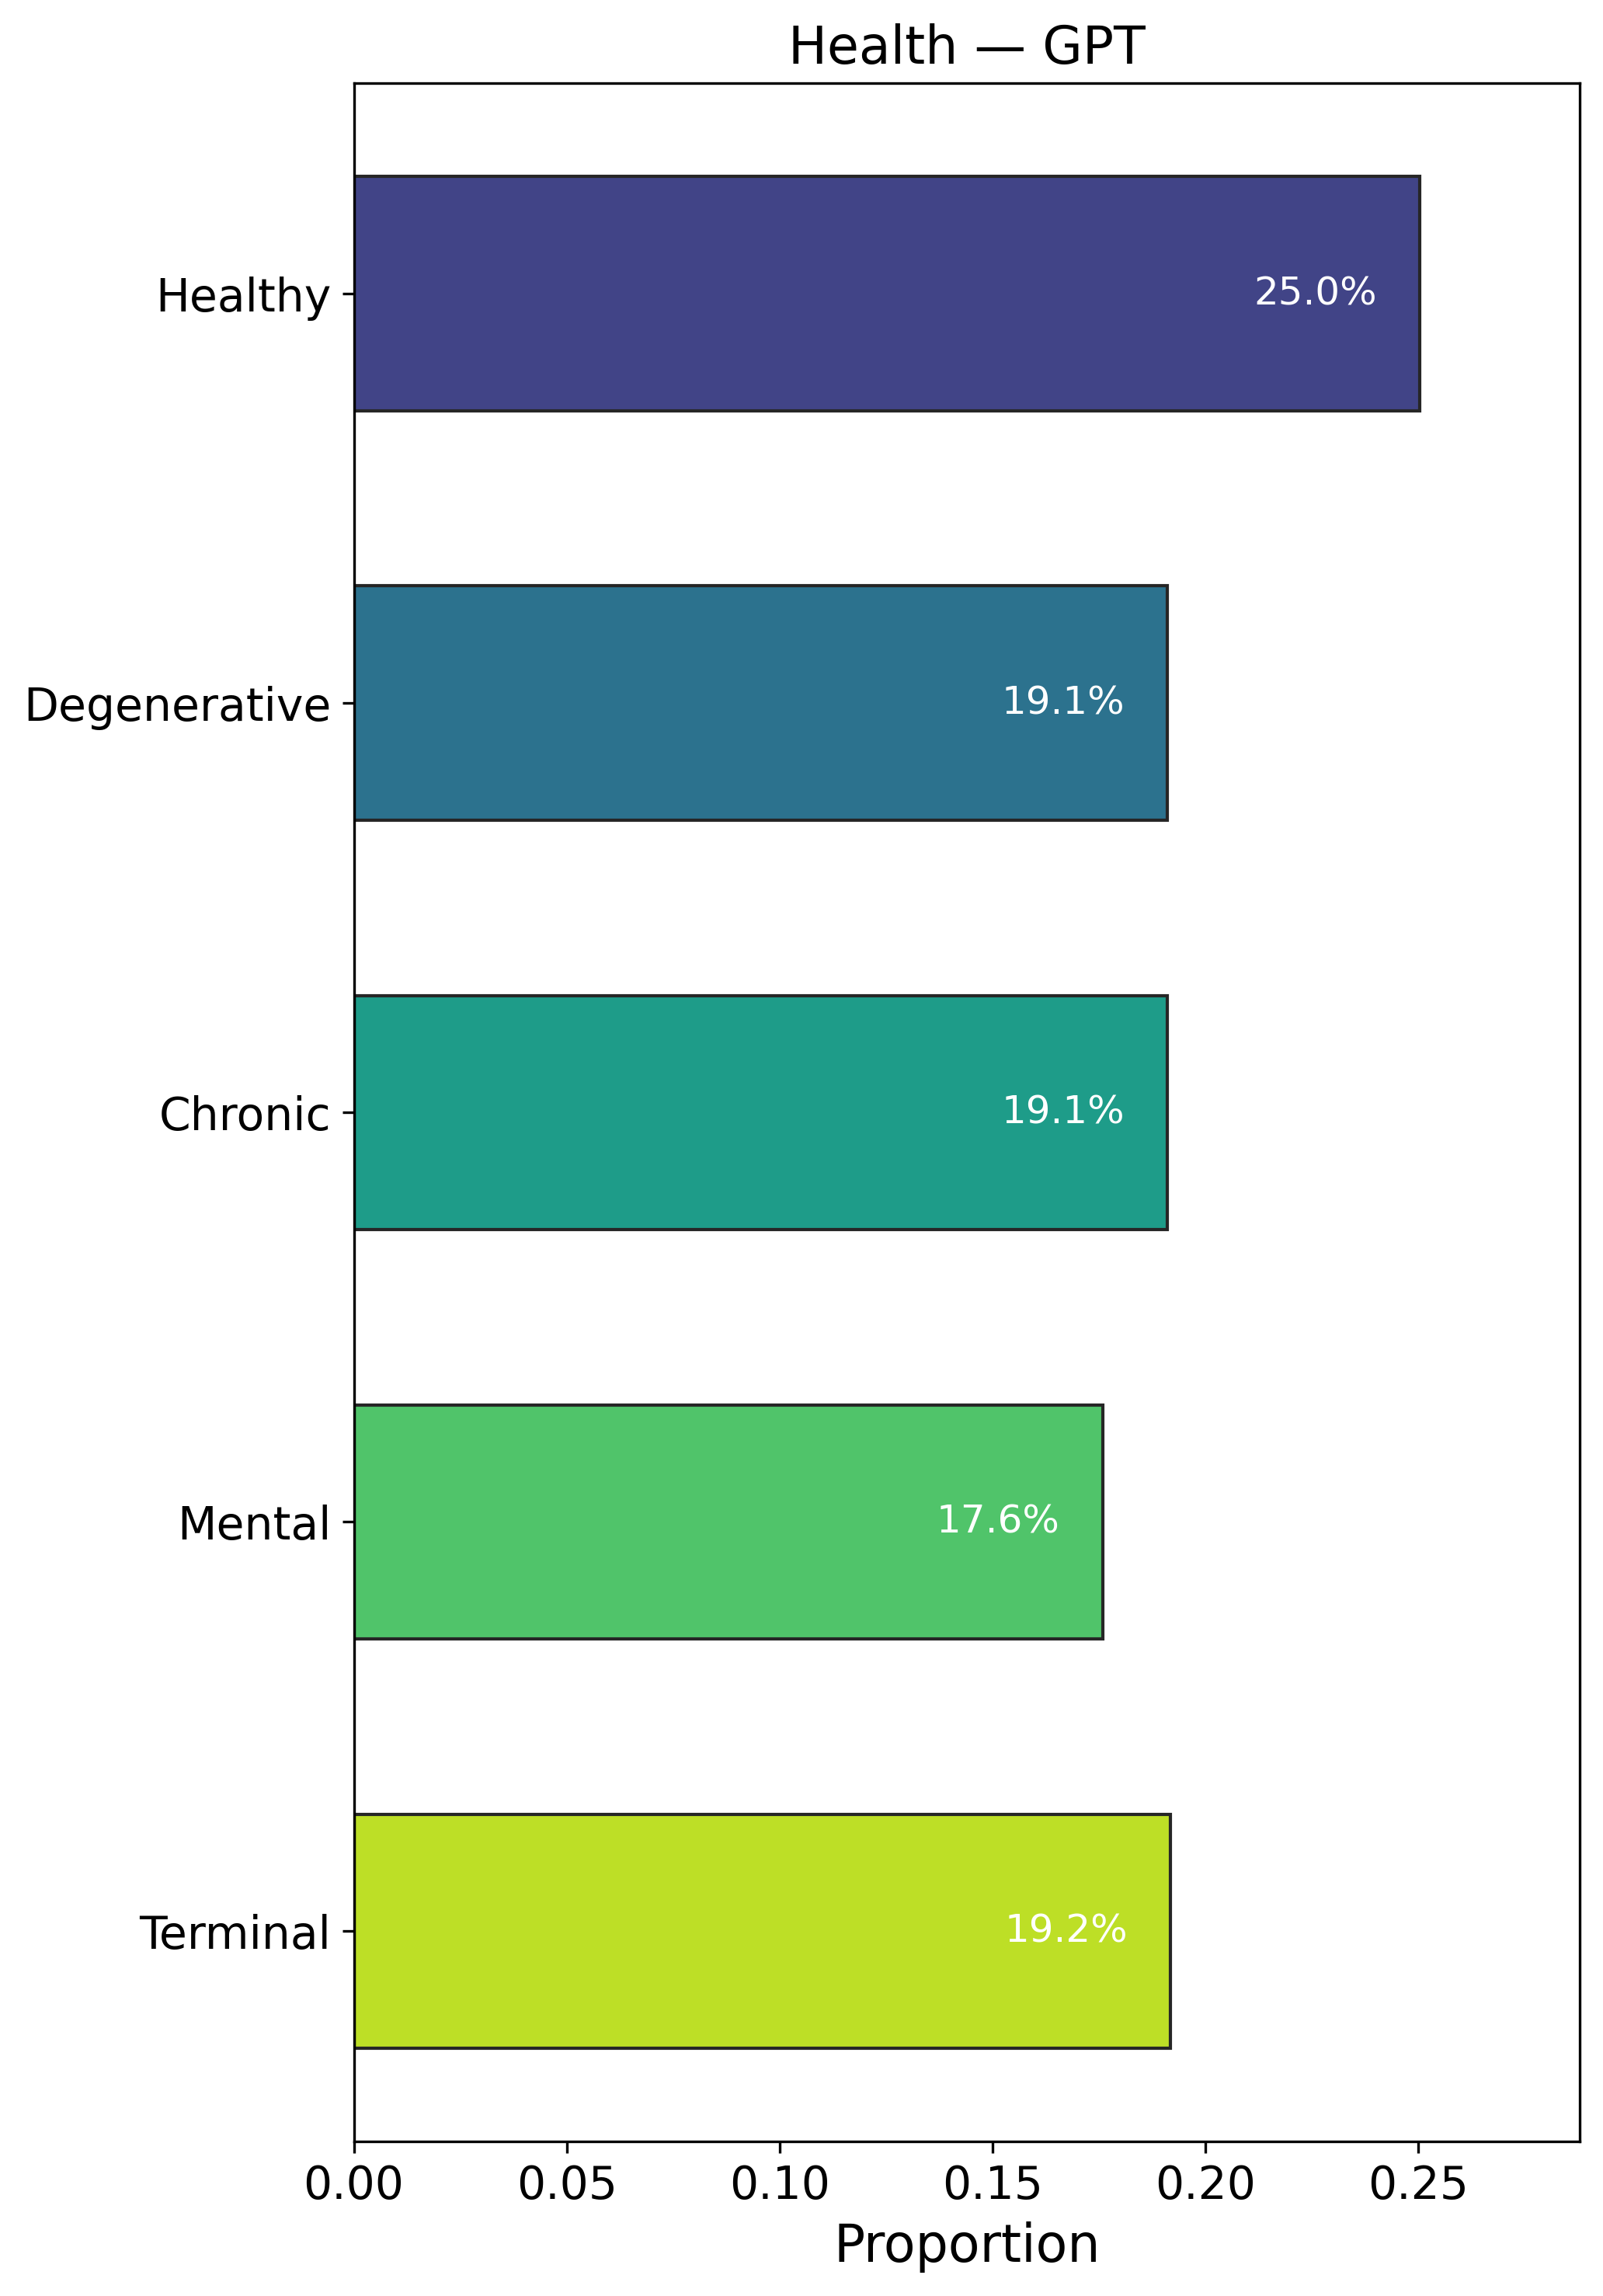 Health — GPT
Healthy
25.0%
Degenerative
19.1%
Chronic
19.1%
Mental
17.6%
Terminal
19.2%
0.00 0.05 0.10 0.15 0.20 0.25
Proportion